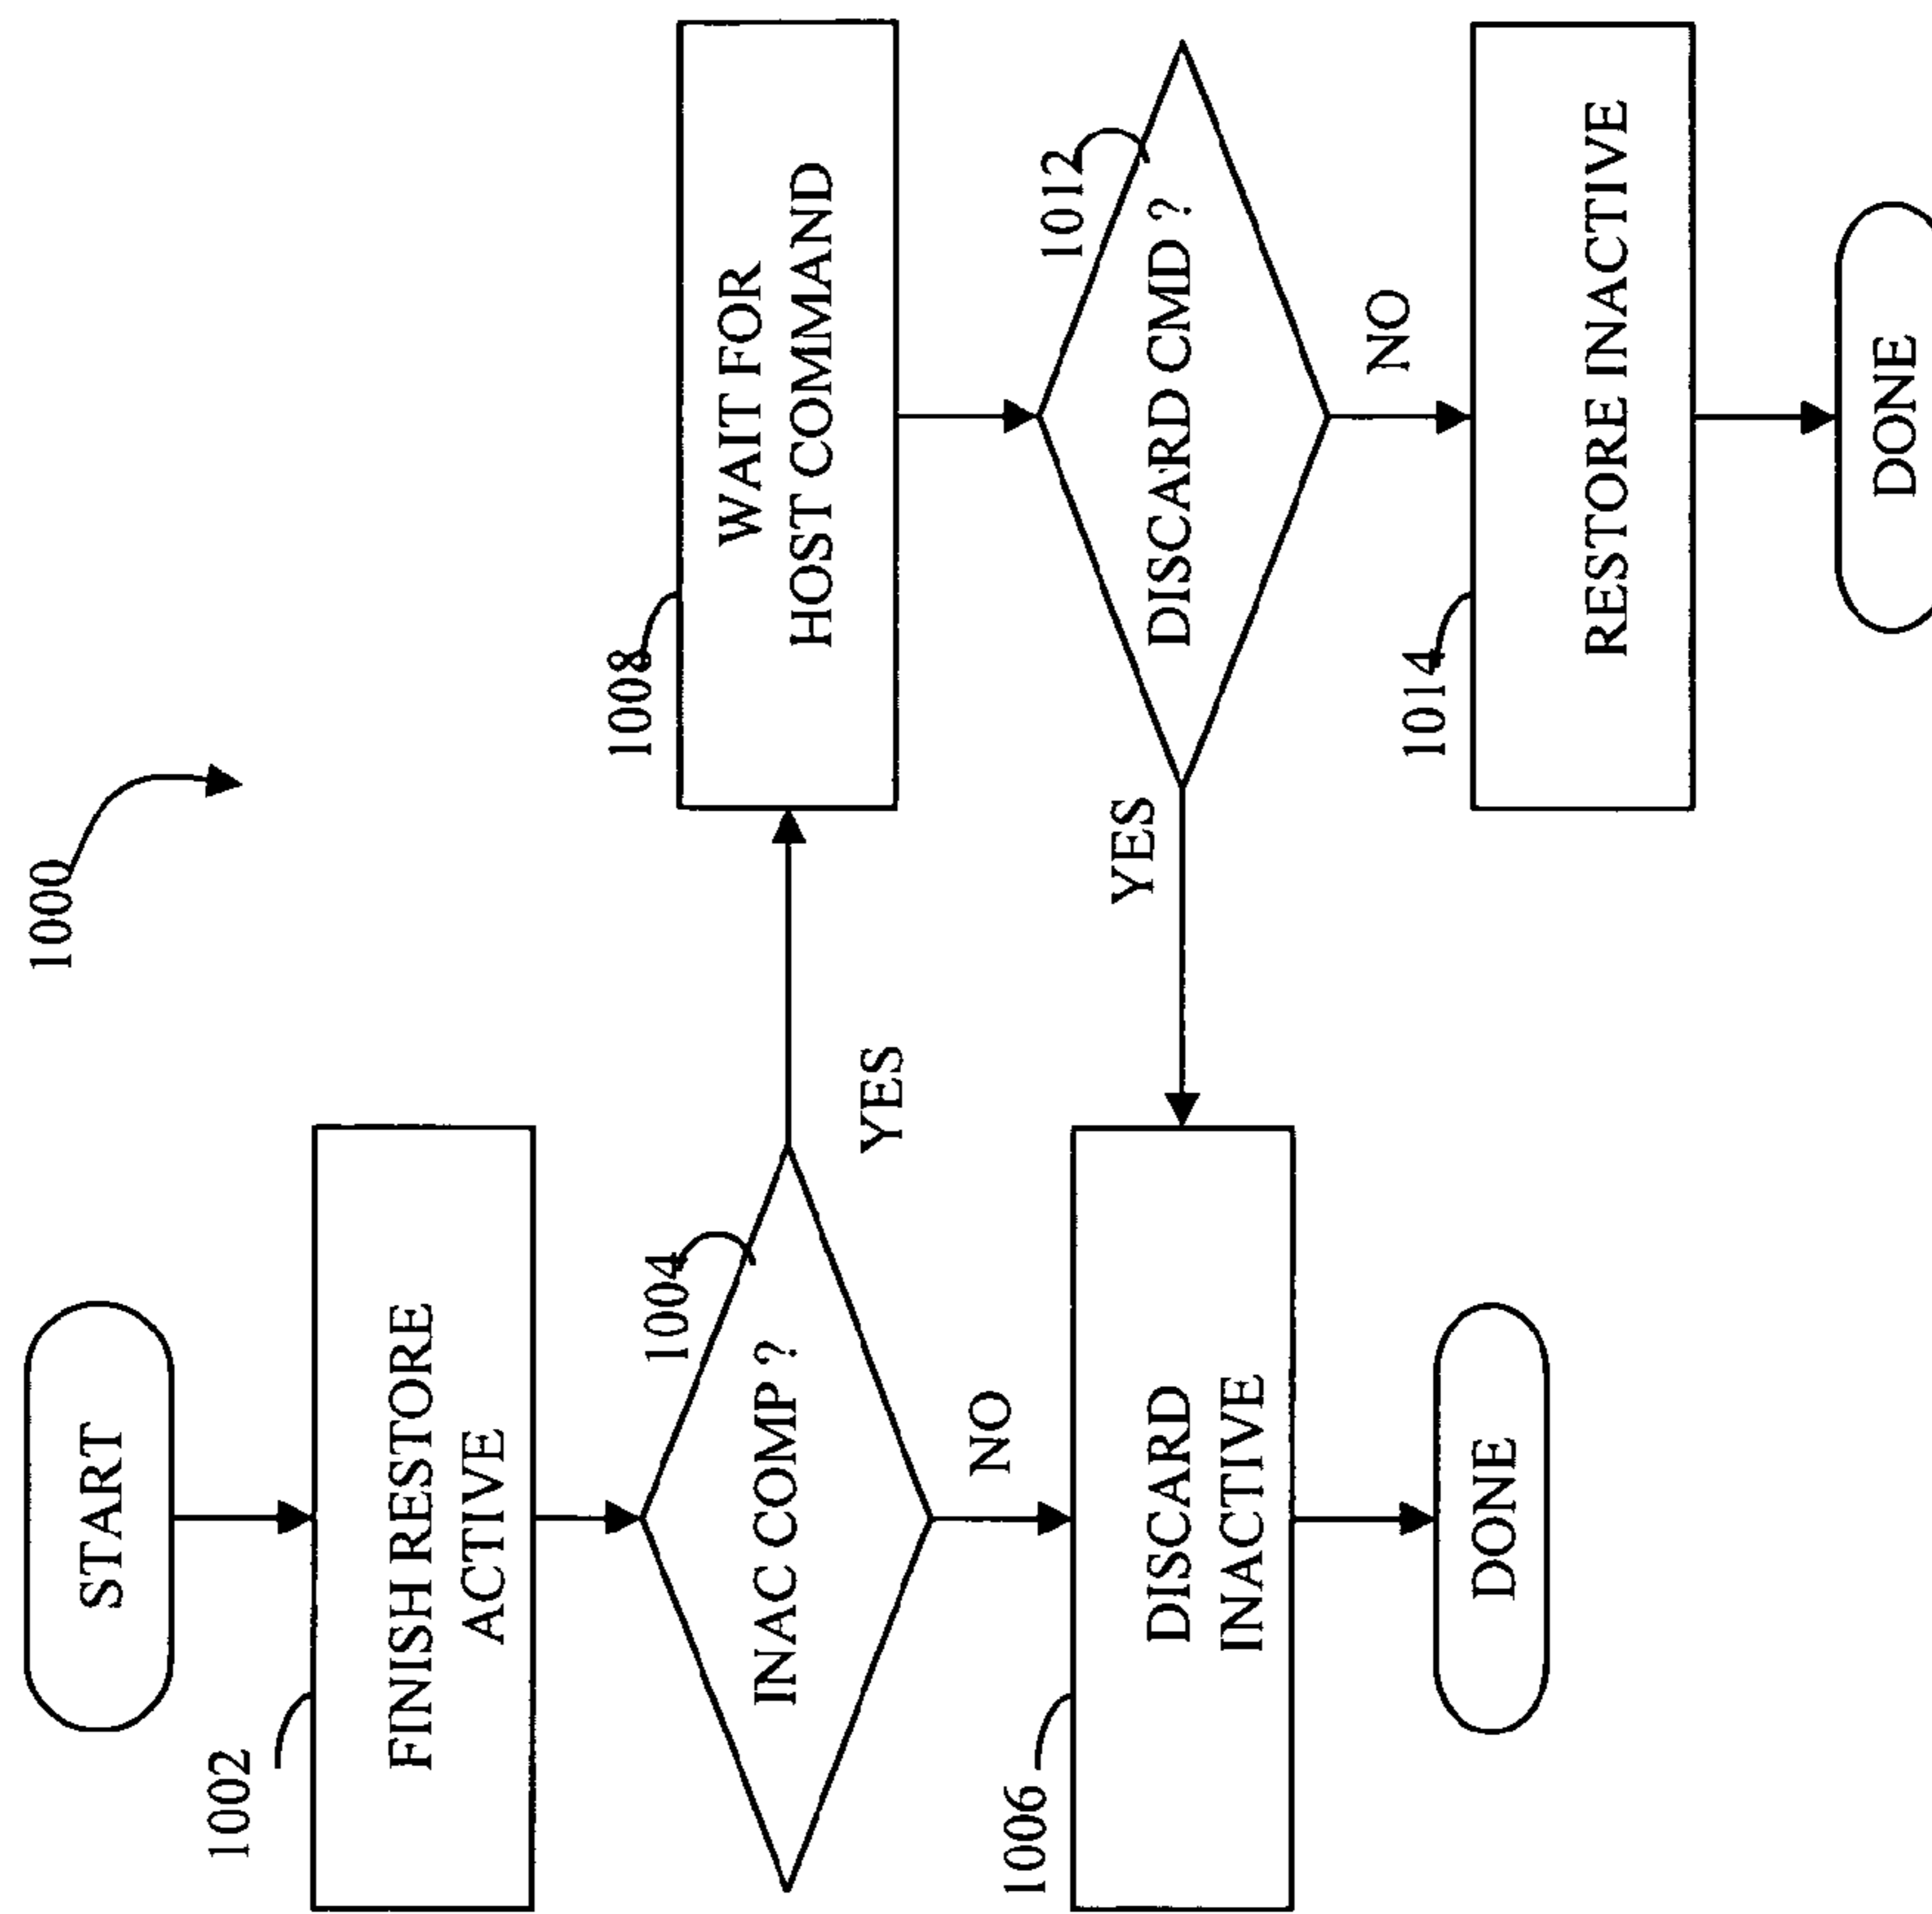 1000
START
1002
FINISH RESTORE
ACTIVE
1004
INAC COMP ?
YES
NO
1006
DISCARD
INACTIVE
DONE
1008
WAIT FOR
HOST COMMAND
1012
DISCARD CMD ?
YES
NO
1014
RESTORE INACTIVE
DONE